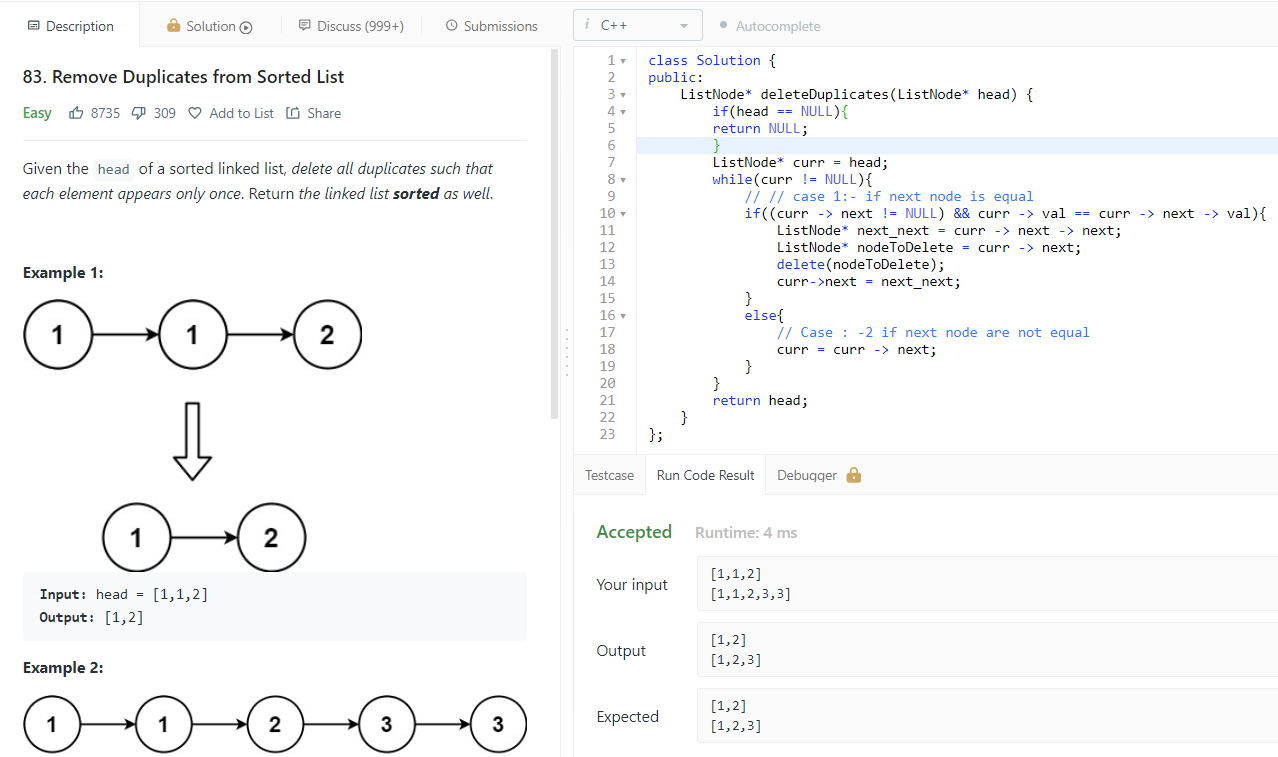 Description
Solution
Discuss (999+)
Submissions
i C++
Autocomplete
83. Remove Duplicates from Sorted List
Easy 8735 309 Add to List Share
Given the head of a sorted linked list, delete all duplicates such that
each element appears only once. Return the linked list sorted as well.
Example 1:
1 1 2
1 2
Input: head = [1,1,2]
Output: [1,2]
Example 2:
1 1 2 3 3
1 class Solution {
2 public:
3     ListNode* deleteDuplicates(ListNode* head) {
4         if(head == NULL){
5         return NULL;
6         }
7         ListNode* curr = head;
8         while(curr != NULL){
9             // // case 1:- if next node is equal
10             if((curr -> next != NULL) && curr -> val == curr -> next -> val){
11                 ListNode* next_next = curr -> next -> next;
12                 ListNode* nodeToDelete = curr -> next;
13                 delete(nodeToDelete);
14                 curr->next = next_next;
15             }
16             else{
17                 // Case : -2 if next node are not equal
18                 curr = curr -> next;
19             }
20         }
21         return head;
22     }
23 };
Testcase
Run Code Result
Debugger
Accepted Runtime: 4 ms
Your input
[1,1,2]
[1,1,2,3,3]
Output
[1,2]
[1,2,3]
Expected
[1,2]
[1,2,3]